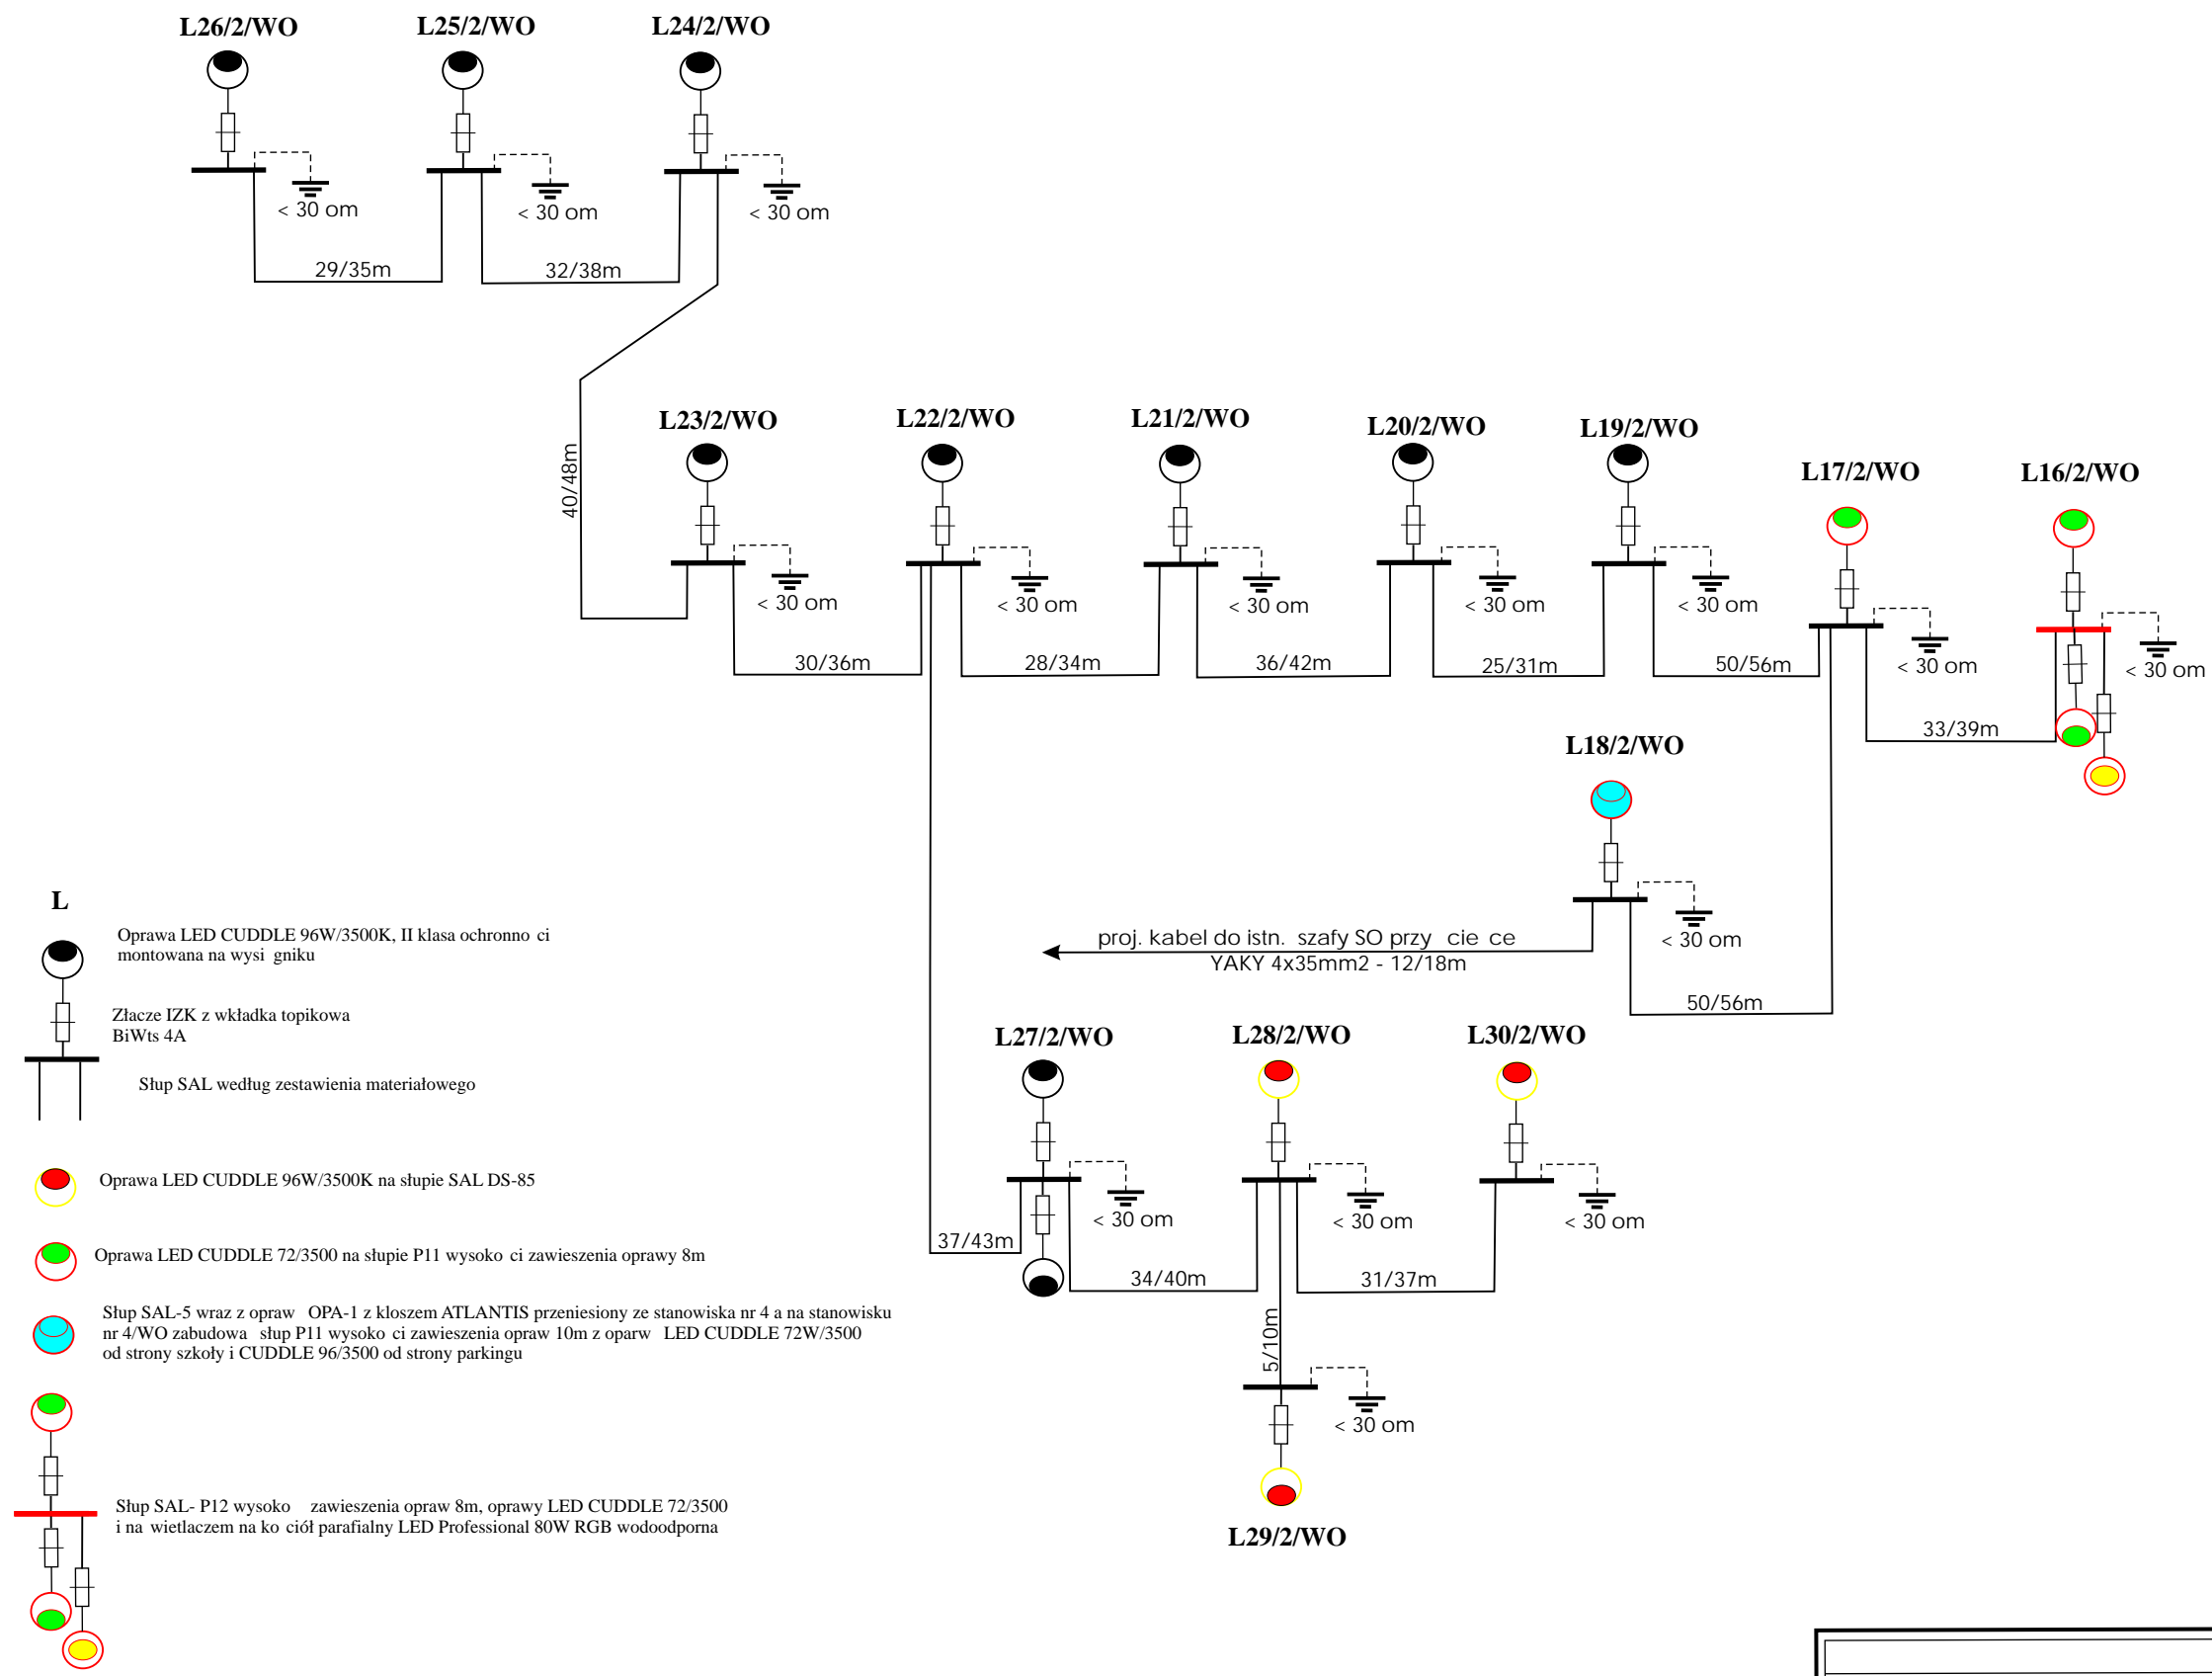 L26/2/WO
L25/2/WO
L24/2/WO
< 30 om
< 30 om
< 30 om
29/35m
32/38m
40/48m
L23/2/WO
L22/2/WO
L21/2/WO
L20/2/WO
L19/2/WO
L17/2/WO
L16/2/WO
< 30 om
< 30 om
< 30 om
< 30 om
< 30 om
< 30 om
< 30 om
30/36m
28/34m
36/42m
25/31m
50/56m
33/39m
L18/2/WO
< 30 om
proj. kabel do istn. szafy SO przy cie ce
YAKY 4x35mm2 - 12/18m
50/56m
L27/2/WO
L28/2/WO
L30/2/WO
< 30 om
< 30 om
< 30 om
37/43m
34/40m
31/37m
5/10m
< 30 om
L29/2/WO
L
Oprawa LED CUDDLE 96W/3500K, II klasa ochronno ci
montowana na wysi gniku
Złacze IZK z wkładka topikowa
BiWts 4A
Słup SAL według zestawienia materiałowego
Oprawa LED CUDDLE 96W/3500K na słupie SAL DS-85
Oprawa LED CUDDLE 72/3500 na słupie P11 wysoko ci zawieszenia oprawy 8m
Słup SAL-5 wraz z opraw OPA-1 z kloszem ATLANTIS przeniesiony ze stanowiska nr 4 a na stanowisku
nr 4/WO zabudowa słup P11 wysoko ci zawieszenia opraw 10m z oparw LED CUDDLE 72W/3500
od strony szkoły i CUDDLE 96/3500 od strony parkingu
Słup SAL- P12 wysoko zawieszenia opraw 8m, oprawy LED CUDDLE 72/3500
i na wietlaczem na ko ciół parafialny LED Professional 80W RGB wodoodporna